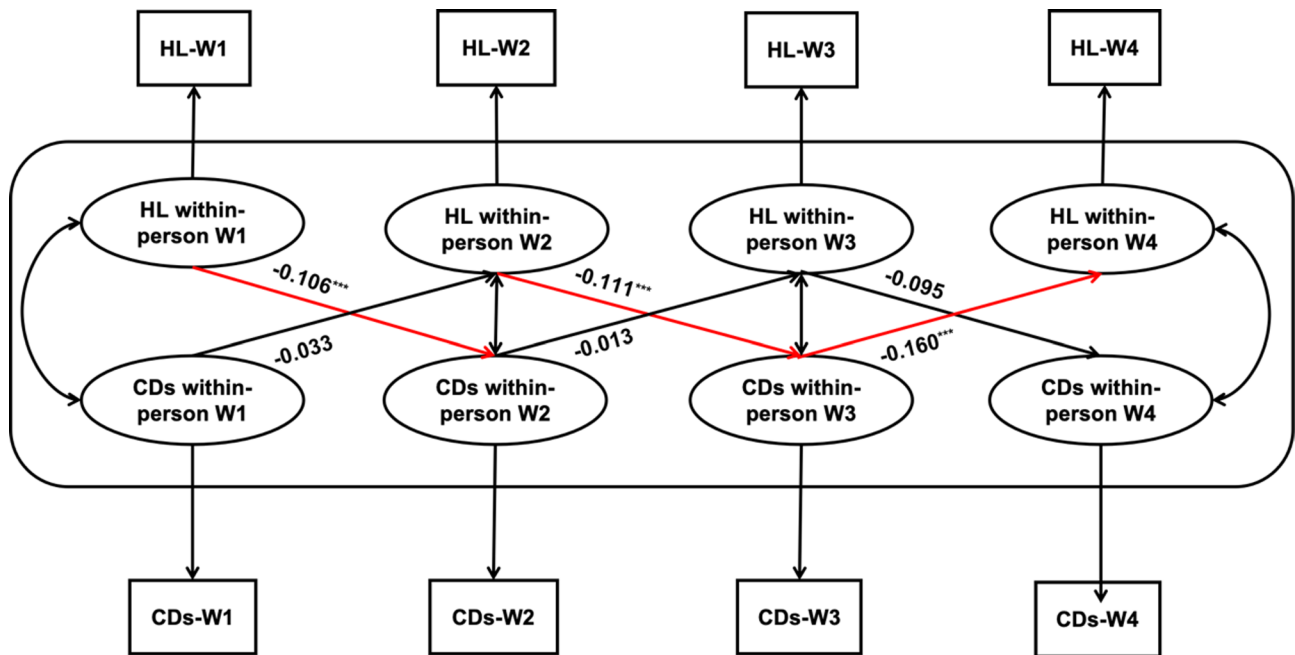 HL-W1
HL-W2
HL-W3
HL-W4
HL within-
person W1
HL within-
person W2
HL within-
person W3
HL within-
person W4
-0.106***
-0.111***
-0.095
-0.033
-0.013
-0.160***
CDs within-
person W1
CDs within-
person W2
CDs within-
person W3
CDs within-
person W4
CDs-W1
CDs-W2
CDs-W3
CDs-W4